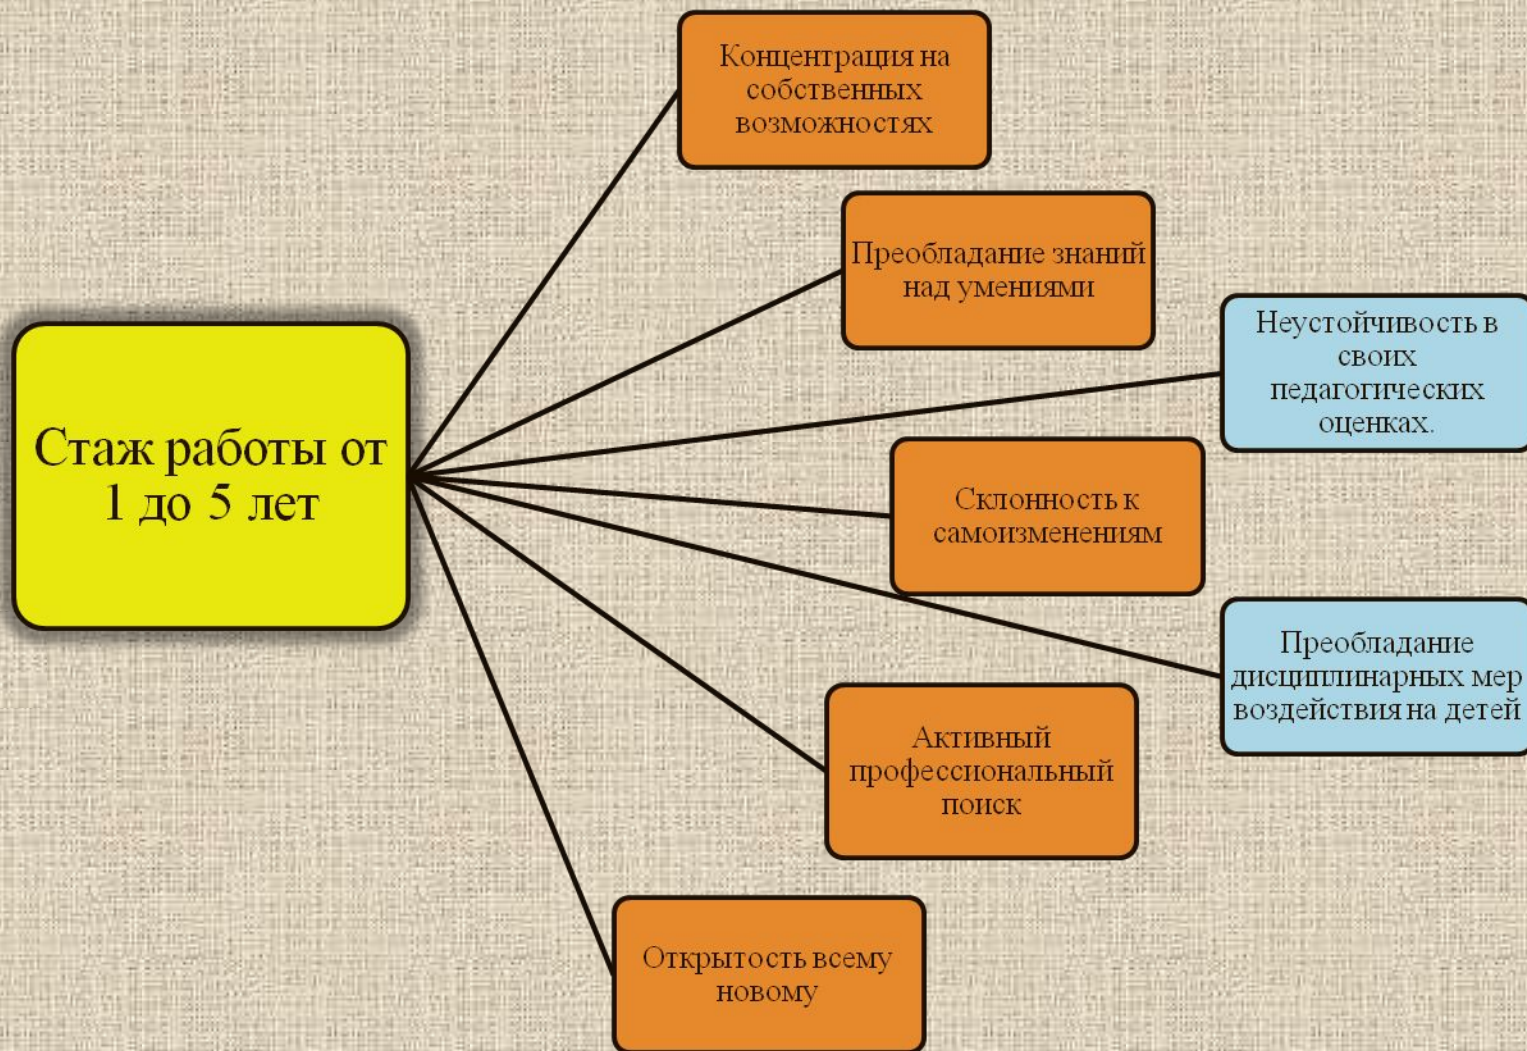 Концентрация на
собственных
возможностях
Преобладание знаний
над умениями
Неустойчивость в
своих
педагогических
оценках.
Стаж работы от
1 до 5 лет
Склонность к
самоизменениям
Преобладание
дисциплинарных мер
воздействия на детей
Активный
профессиональный
поиск
Открытость всему
новому